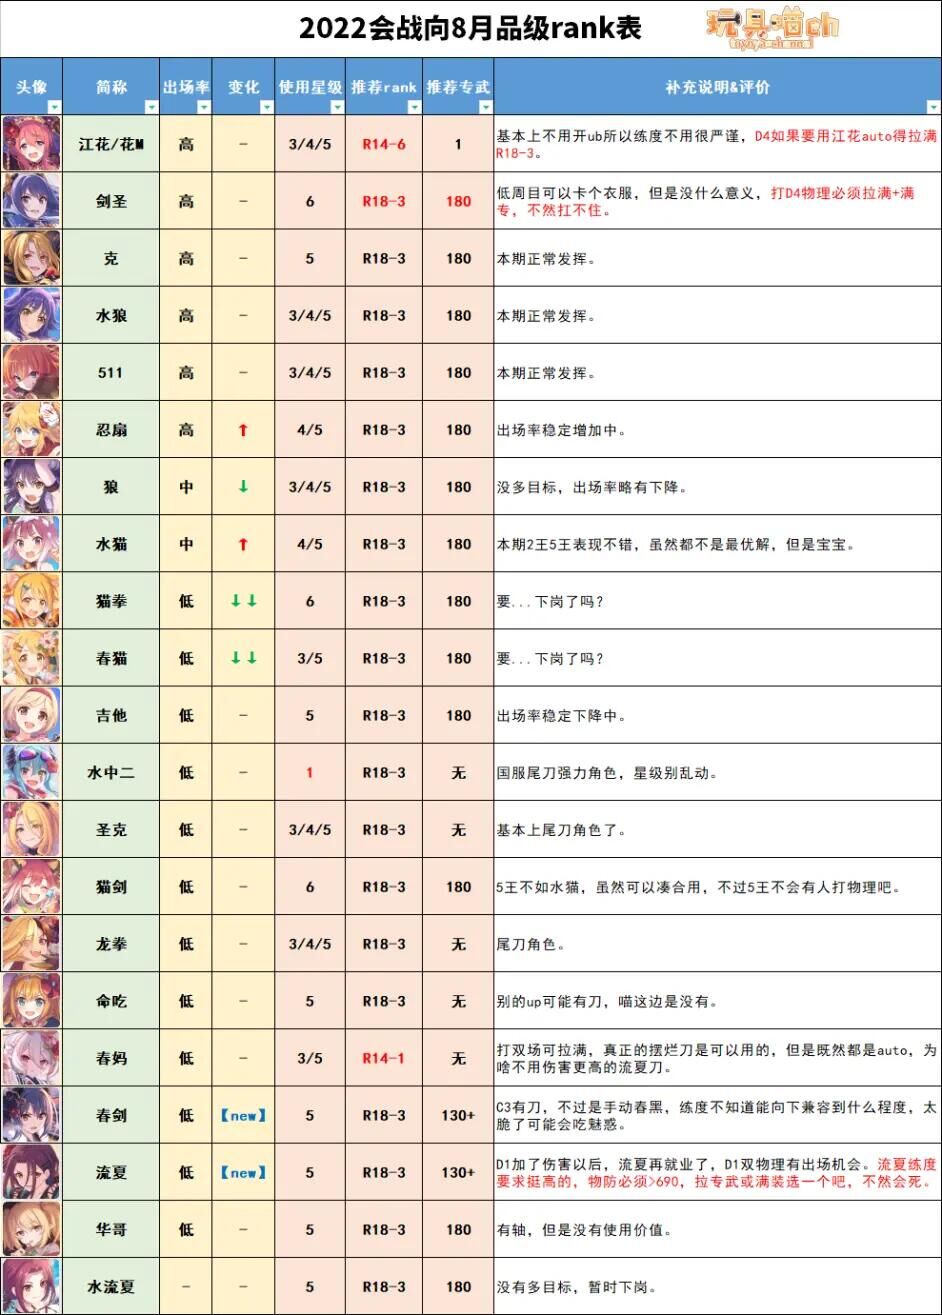 2022会战向8月品级rank表
玩具喵ch
头像 简称 出场率 变化 使用星级 推荐rank 推荐专武 补充说明&评价
江花/花M 高 — 3/4/5 R14-6 1 基本上不用开ub所以练度不用很严谨，D4如果要用江花auto得拉满
R18-3。
剑圣 高 — 6 R18-3 180 低周目可以卡个衣服，但是没什么意义，打D4物理必须拉满+满
专，不然扛不住。
克 高 — 5 R18-3 180 本期正常发挥。
水狼 高 — 3/4/5 R18-3 180 本期正常发挥。
511 高 — 3/4/5 R18-3 180 本期正常发挥。
忍扇 高 ↑ 4/5 R18-3 180 出场率稳定增加中。
狼 中 ↓ 3/4/5 R18-3 180 没多目标，出场率略有下降。
水猫 中 ↑ 4/5 R18-3 180 本期2王5王表现不错，虽然都不是最优解，但是宝宝。
猫拳 低 ↓↓ 6 R18-3 180 要...下岗了吗？
春猫 低 ↓↓ 3/5 R18-3 180 要...下岗了吗？
吉他 低 — 5 R18-3 180 出场率稳定下降中。
水中二 低 — 1 R18-3 无 国服尾刀强力角色，星级别乱动。
圣克 低 — 3/4/5 R18-3 无 基本上尾刀角色了。
猫剑 低 — 6 R18-3 180 5王不如水猫，虽然可以凑合用，不过5王不会有人打物理吧。
龙拳 低 — 3/4/5 R18-3 无 尾刀角色。
命吃 低 — 5 R18-3 无 别的up可能有刀，喵这边是没有。
春妈 低 — 3/5 R14-1 无 打双场可拉满，真正的摆烂刀是可以用的，但是既然都是auto，为
啥不用伤害更高的流夏刀。
春剑 低 【new】 5 R18-3 130+ C3有刀，不过是手动春黑，练度不知道能向下兼容到什么程度，太
脆了可能会吃魅惑。
流夏 低 【new】 5 R18-3 130+ D1加了伤害以后，流夏再就业了，D1双物理有出场机会。流夏练度
要求挺高的，物防必须>690，拉专武或满装选一个吧，不然会死。
华哥 低 — 5 R18-3 180 有轴，但是没有使用价值。
水流夏 — — 5 R18-3 180 没有多目标，暂时下岗。